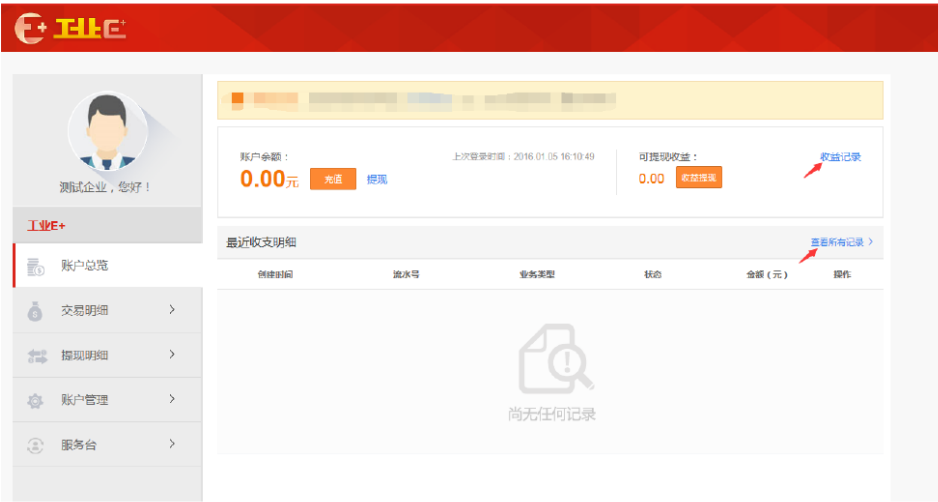 E+ 工业E+
账户余额：
上次登录时间：2016.01.05 16:10:49
可提现收益：
收益记录
0.00元
充值
提现
0.00
收益提现
测试企业，您好！
工业E+
最近收支明细
查看所有记录 >
账户总览
创建时间 流水号 业务类型 状态 金额（元） 操作
交易明细
提现明细
账户管理
服务台
尚无任何记录